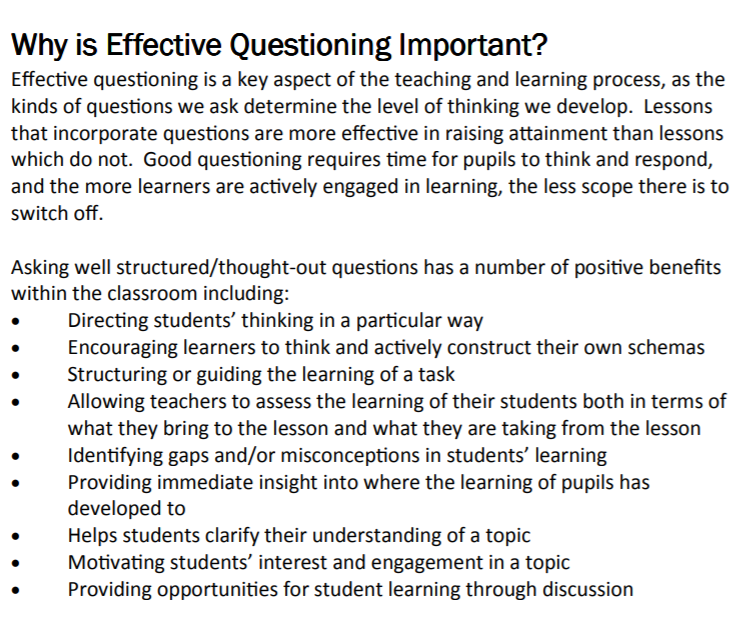 Why is Effective Questioning Important?
Effective questioning is a key aspect of the teaching and learning process, as the
kinds of questions we ask determine the level of thinking we develop.  Lessons
that incorporate questions are more effective in raising attainment than lessons
which do not.  Good questioning requires time for pupils to think and respond,
and the more learners are actively engaged in learning, the less scope there is to
switch off.
Asking well structured/thought-out questions has a number of positive benefits
within the classroom including:
• Directing students’ thinking in a particular way
• Encouraging learners to think and actively construct their own schemas
• Structuring or guiding the learning of a task
• Allowing teachers to assess the learning of their students both in terms of
what they bring to the lesson and what they are taking from the lesson
• Identifying gaps and/or misconceptions in students’ learning
• Providing immediate insight into where the learning of pupils has
developed to
• Helps students clarify their understanding of a topic
• Motivating students’ interest and engagement in a topic
• Providing opportunities for student learning through discussion